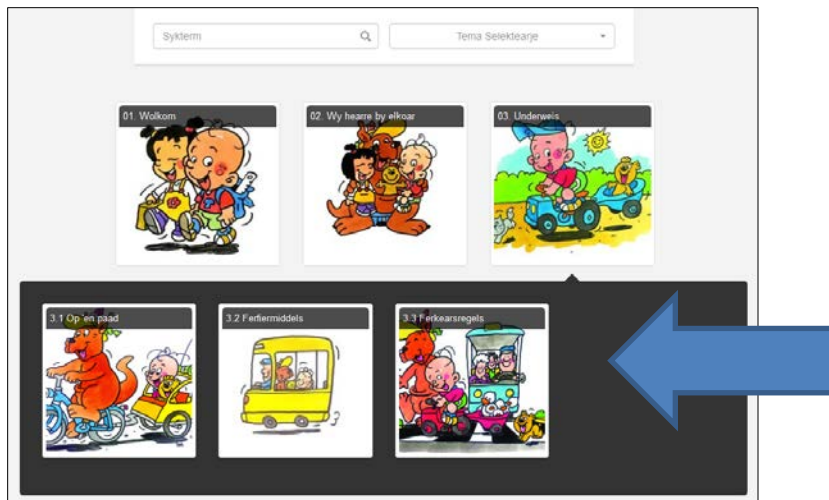 Sykterm
Tema Selektearje
01. Wolkom
02. Wy hearre by elkoar
03. Underweis
3.1 Op 'en paad
3.2 Ferfiermiddels
3.3 Ferkearsregels